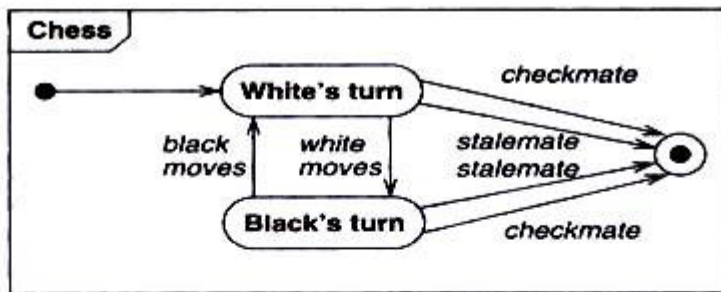 Chess
White's turn
checkmate
black
moves
white
moves
stalemate
stalemate
Black's turn
checkmate